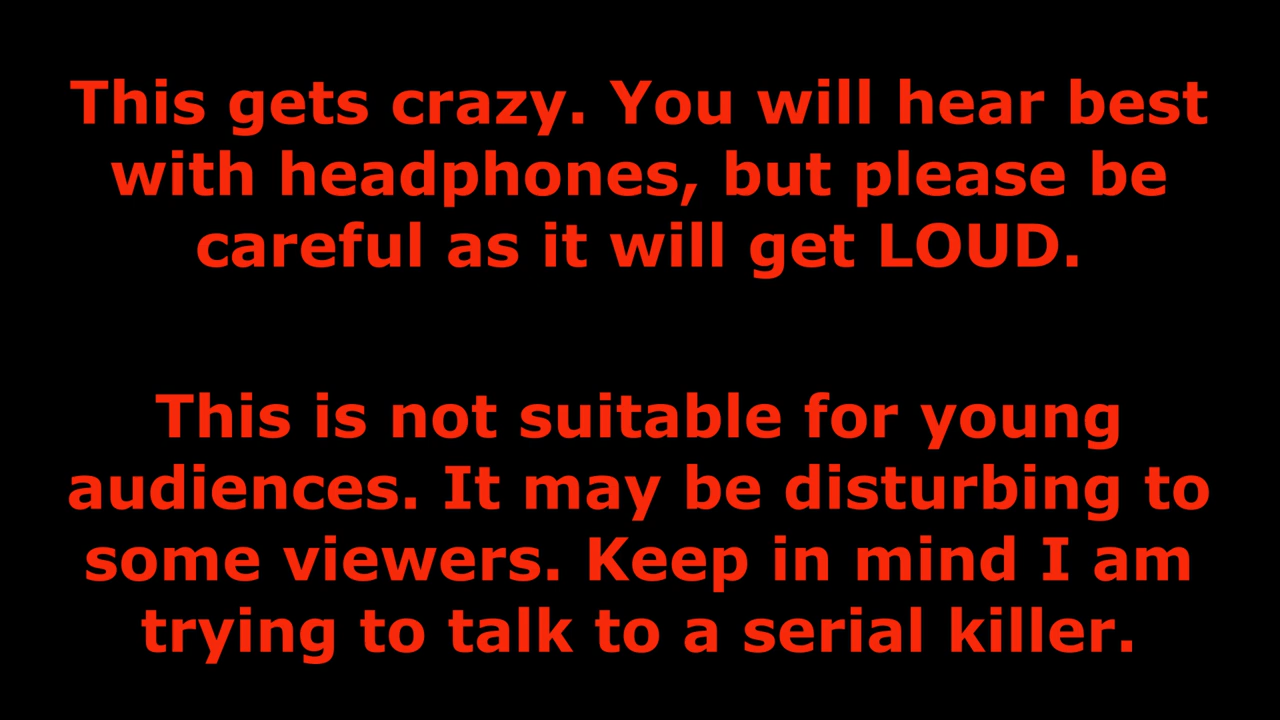 This gets crazy. You will hear best
with headphones, but please be
careful as it will get LOUD.
This is not suitable for young
audiences. It may be disturbing to
some viewers. Keep in mind I am
trying to talk to a serial killer.